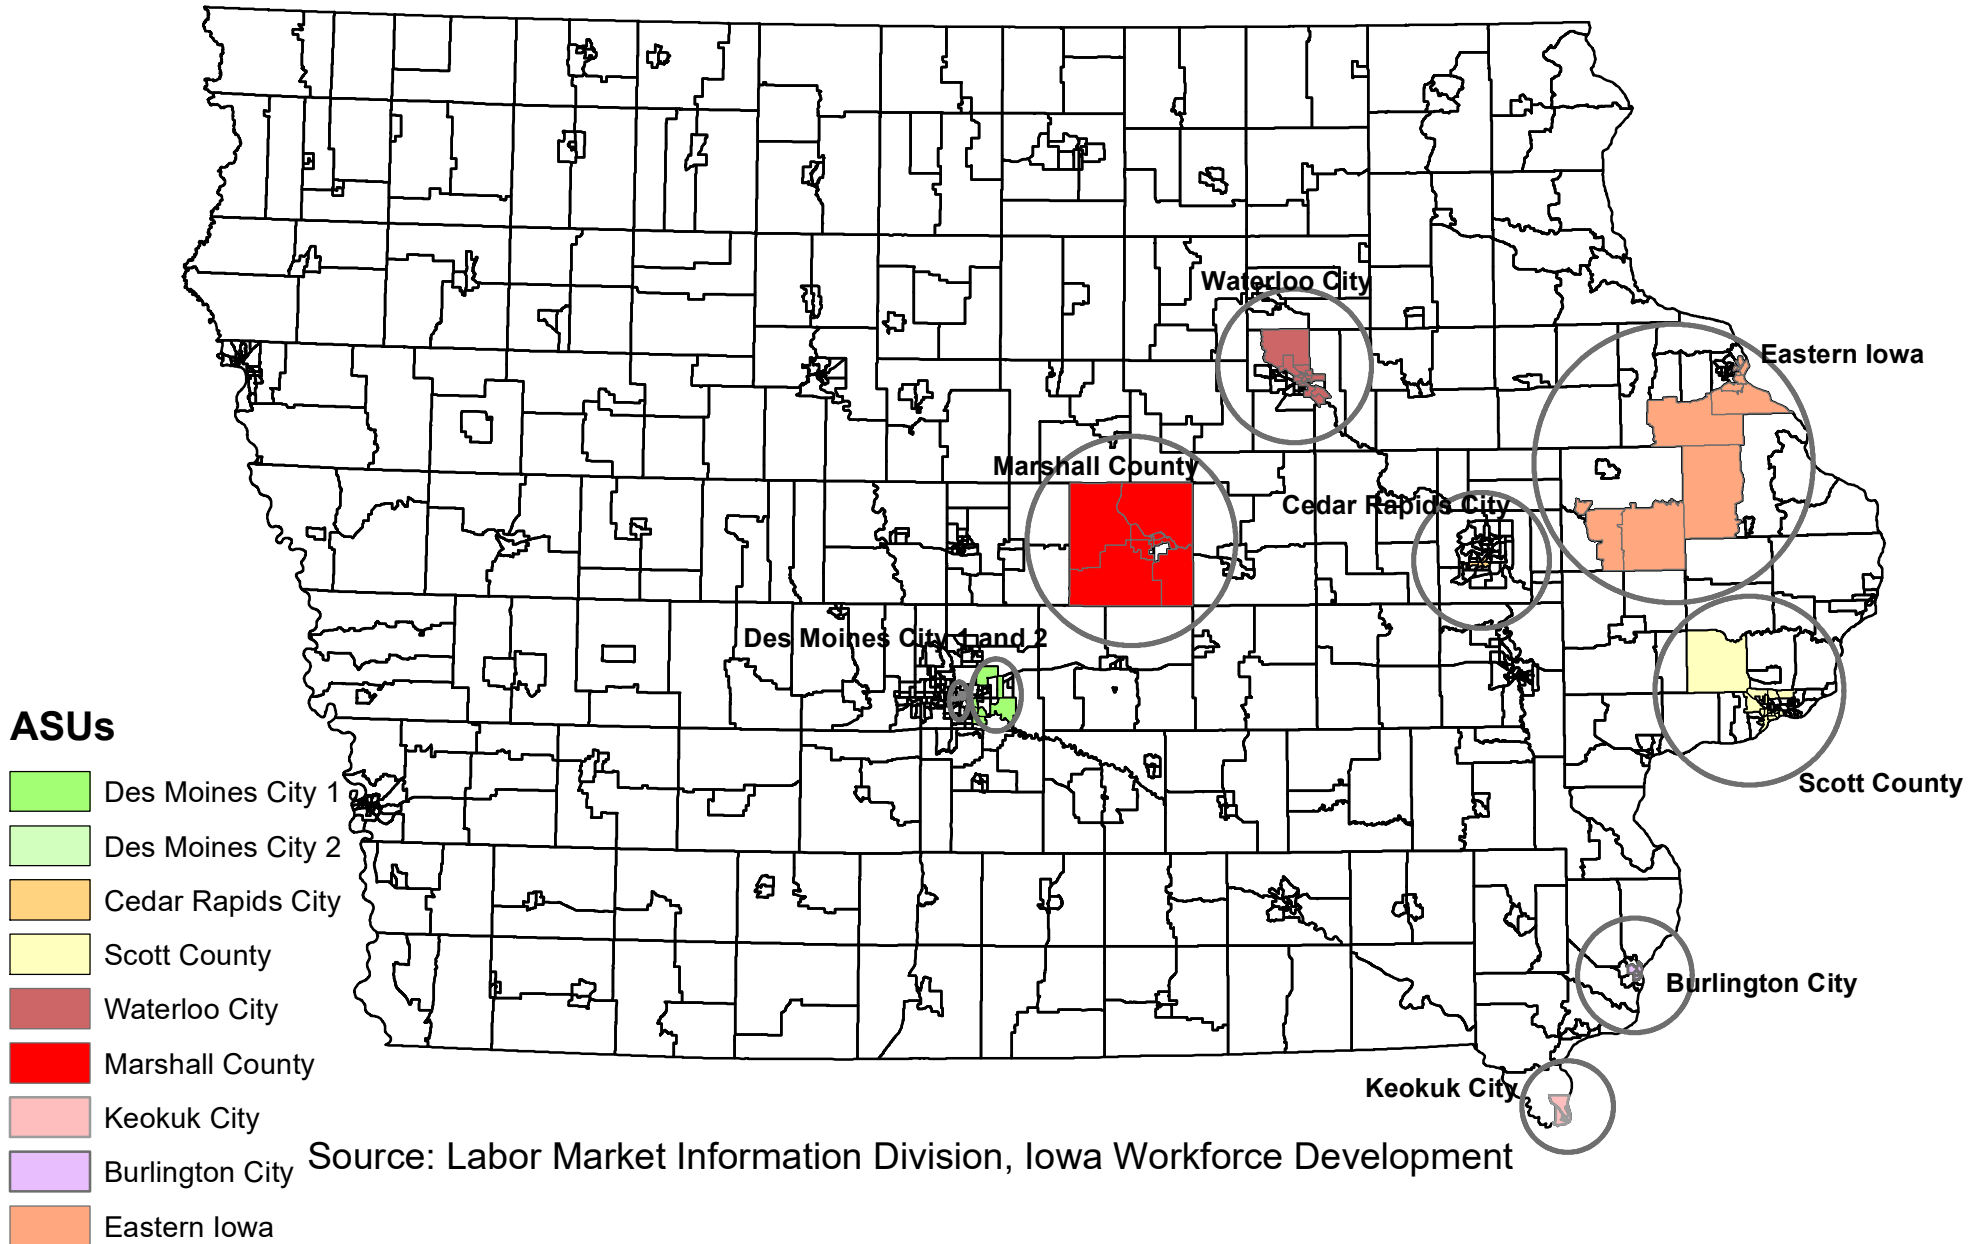 Waterloo City
Eastern Iowa
Marshall County
Cedar Rapids City
Des Moines City 1 and 2
Scott County
Burlington City
Keokuk City
ASUs
Des Moines City 1
Des Moines City 2
Cedar Rapids City
Scott County
Waterloo City
Marshall County
Keokuk City
Burlington City
Eastern Iowa
Source: Labor Market Information Division, Iowa Workforce Development